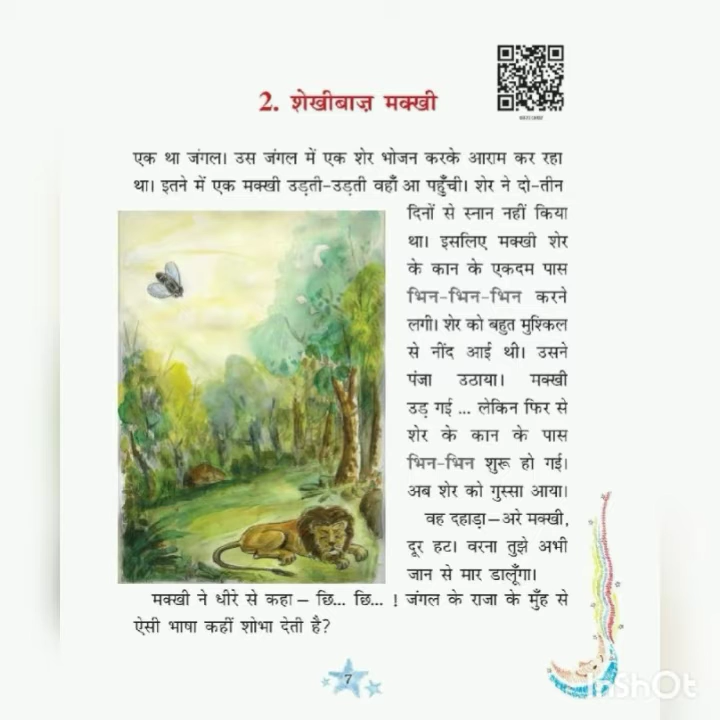 2. शेखीबाज़ मक्खी
एक था जंगल। उस जंगल में एक शेर भोजन करके आराम कर रहा
था। इतने में एक मक्खी उड़ती-उड़ती वहाँ आ पहुँची। शेर ने दो-तीन
दिनों से स्नान नहीं किया
था। इसलिए मक्खी शेर
के कान के एकदम पास
भिन-भिन-भिन करने
लगी। शेर को बहुत मुश्किल
से नींद आई थी। उसने
पंजा उठाया। मक्खी
उड़ गई ... लेकिन फिर से
शेर के कान के पास
भिन-भिन शुरू हो गई।
अब शेर को गुस्सा आया।
वह दहाड़ा—अरे मक्खी,
दूर हट। वरना तुझे अभी
जान से मार डालूँगा।
मक्खी ने धीरे से कहा — छि... छि... ! जंगल के राजा के मुँह से
ऐसी भाषा कहीं शोभा देती है?
7
InShOt